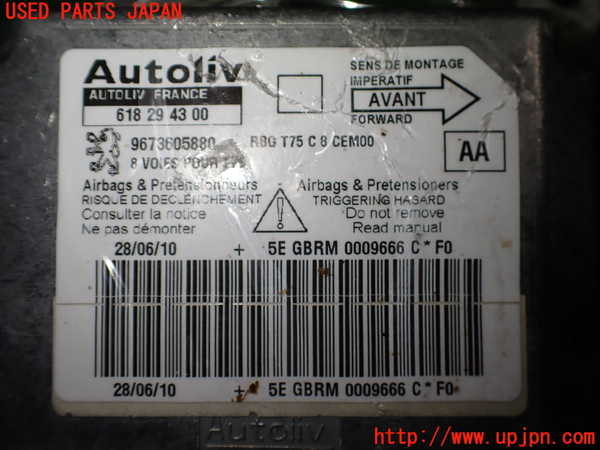 USED PARTS JAPAN
Autoliv
AUTOLIV FRANCE
618 29 43 00
SENS DE MONTAGE
IMPERATIF
AVANT
FORWARD
9673605880
RBG T75 C 8 CEM00
8 VOIES POUR
AA
Airbags & Pretensionneurs
RISQUE DE DECLENCHEMENT
Consulter la notice
Ne pas démonter
Airbags & Pretensioners
TRIGGERING HASARD
Do not remove
Read manual
28/06/10 + 5E GBRM 0009666 C*F0
28/06/10 + 5E GBRM 0009666 C*F0
Autoliv
http://www.upjpn.com/